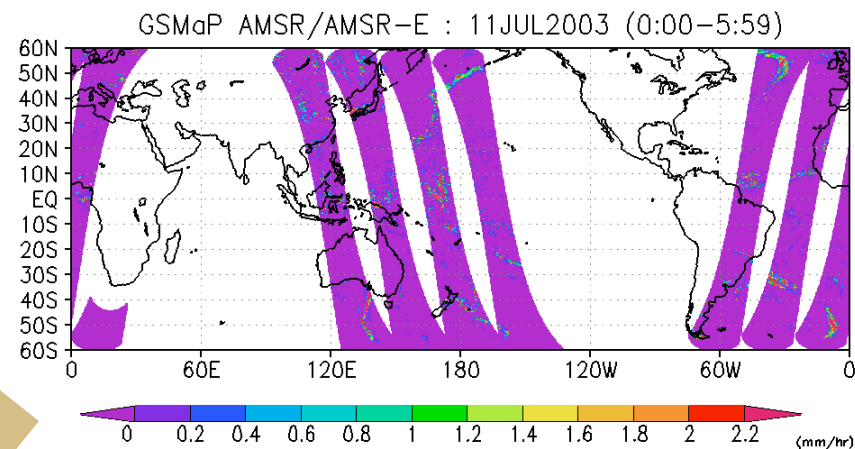 GSMaP AMSR/AMSR-E : 11JUL2003 (0:00-5:59)
60N
50N
40N
30N
20N
10N
EQ
10S
20S
30S
40S
50S
60S
0 60E 120E 180 120W 60W 0
0 0.2 0.4 0.6 0.8 1 1.2 1.4 1.6 1.8 2 2.2
(mm/hr)